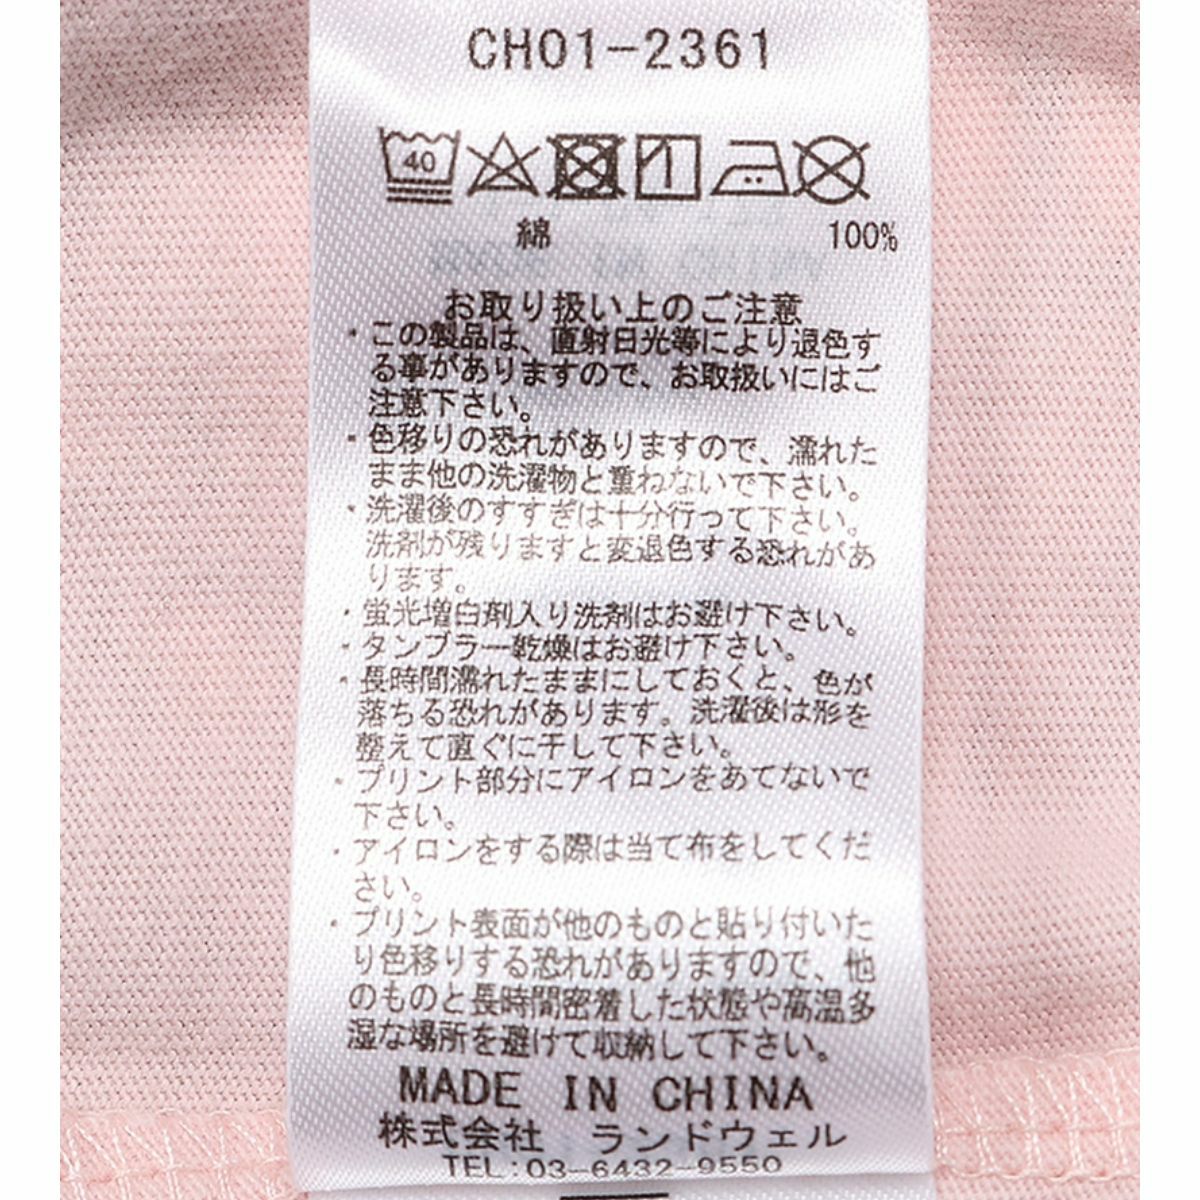 CH01-2361
40
綿 100%
お取り扱い上のご注意
・この製品は、直射日光等により退色す
る事がありますので、お取扱いにはご
注意下さい。
・色移りの恐れがありますので、濡れた
まま他の洗濯物と重ねないで下さい。
・洗濯後のすすぎは十分行って下さい。
洗剤が残りますと変退色する恐れがあ
ります。
・蛍光増白剤入り洗剤はお避け下さい。
・タンブラー乾燥はお避け下さい。
・長時間濡れたままにしておくと、色が
落ちる恐れがあります。洗濯後は形を
整えて直ぐに干して下さい。
・プリント部分にアイロンをあてないで
下さい。
・アイロンをする際は当て布をしてくだ
さい。
・プリント表面が他のものと貼り付いた
り色移りする恐れがありますので、他
のものと長時間密着した状態や高温多
湿な場所を避けて収納して下さい。
MADE IN CHINA
株式会社 ランドウェル
TEL:03-6432-9550